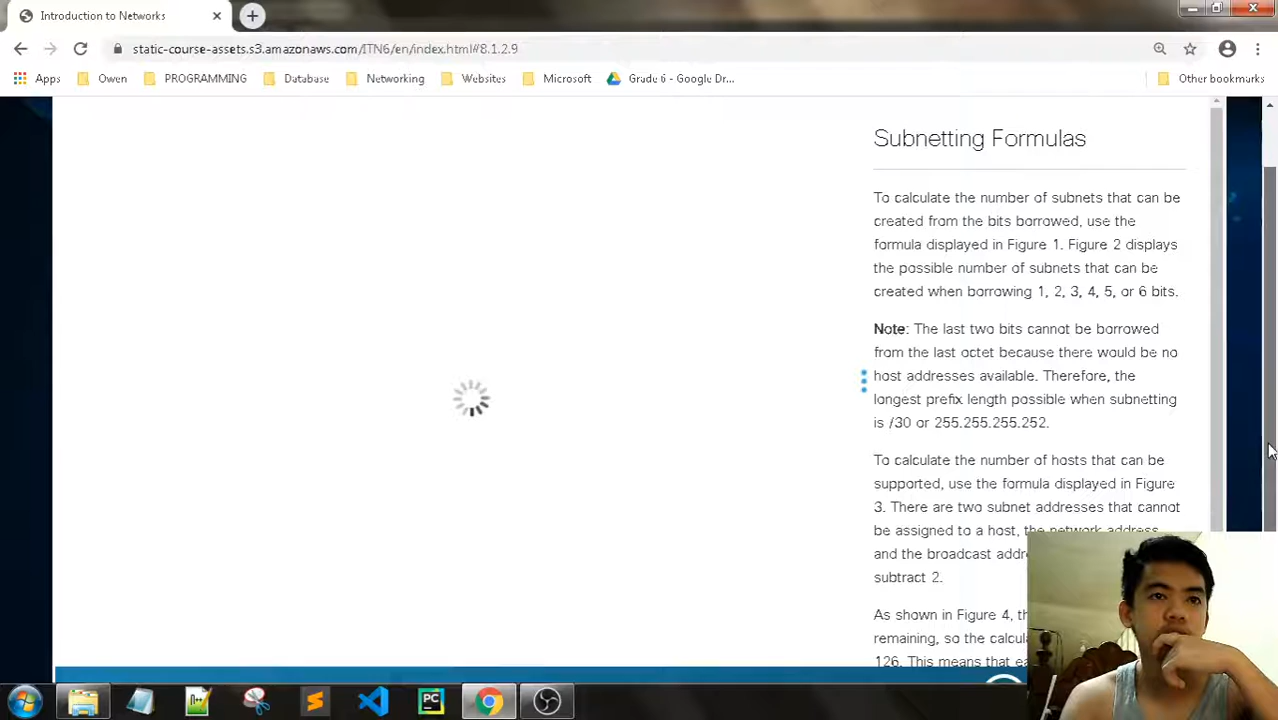 Introduction to Networks
static-course-assets.s3.amazonaws.com/ITN6/en/index.html#8.1.2.9
Apps Owen PROGRAMMING Database Networking Websites Microsoft Grade 6 - Google Dr... Other bookmarks
Subnetting Formulas
To calculate the number of subnets that can be
created from the bits borrowed, use the
formula displayed in Figure 1. Figure 2 displays
the possible number of subnets that can be
created when borrowing 1, 2, 3, 4, 5, or 6 bits.
Note: The last two bits cannot be borrowed
from the last octet because there would be no
host addresses available. Therefore, the
longest prefix length possible when subnetting
is /30 or 255.255.255.252.
To calculate the number of hosts that can be
supported, use the formula displayed in Figure
3. There are two subnet addresses that cannot
be assigned to a host, the network address
and the broadcast addre
subtract 2.
As shown in Figure 4, th
remaining, so the calcula
126. This means that ea
PC